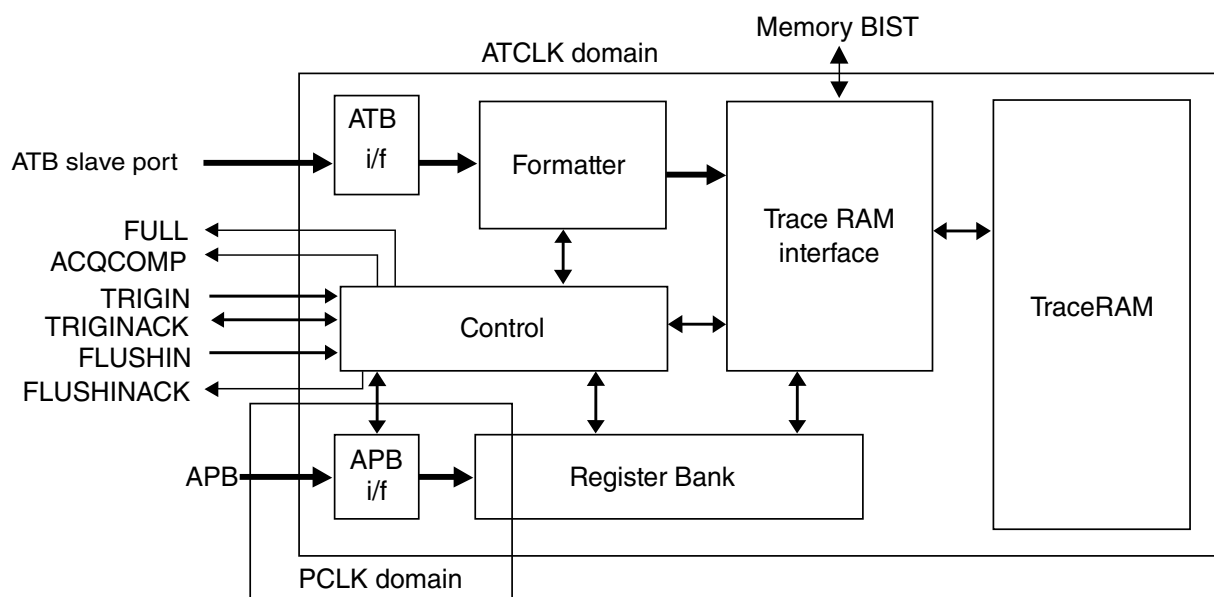 Memory BIST
ATCLK domain
ATB
i/f
ATB slave port
Formatter
Trace RAM
interface
TraceRAM
FULL
ACQCOMP
TRIGIN
TRIGINACK
FLUSHIN
FLUSHINACK
Control
APB
APB
i/f
Register Bank
PCLK domain